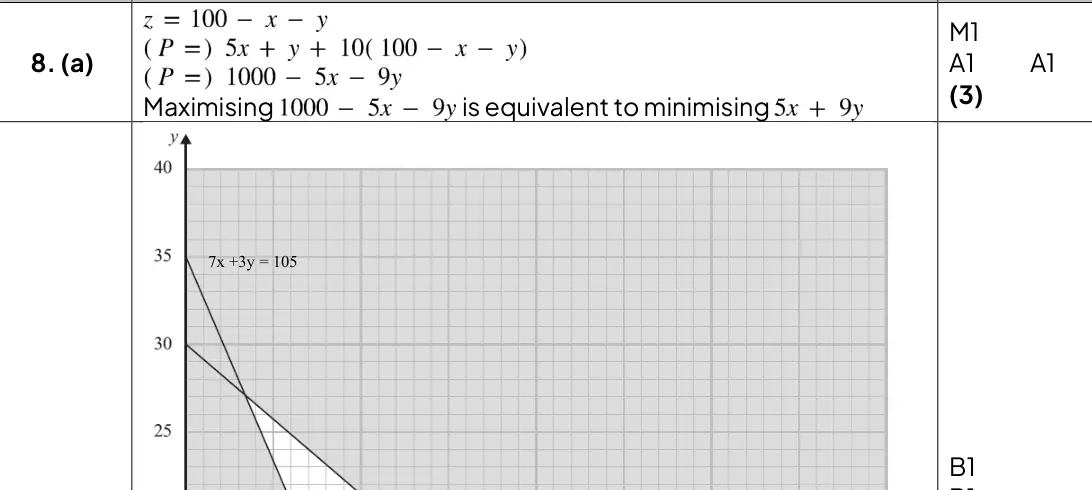 8. (a)
z = 100 − x − y
(P =) 5x + y + 10(100 − x − y)
(P =) 1000 − 5x − 9y
Maximising 1000 − 5x − 9y is equivalent to minimising 5x + 9y
M1
A1 A1
(3)
y
40
35
7x +3y = 105
30
25
B1